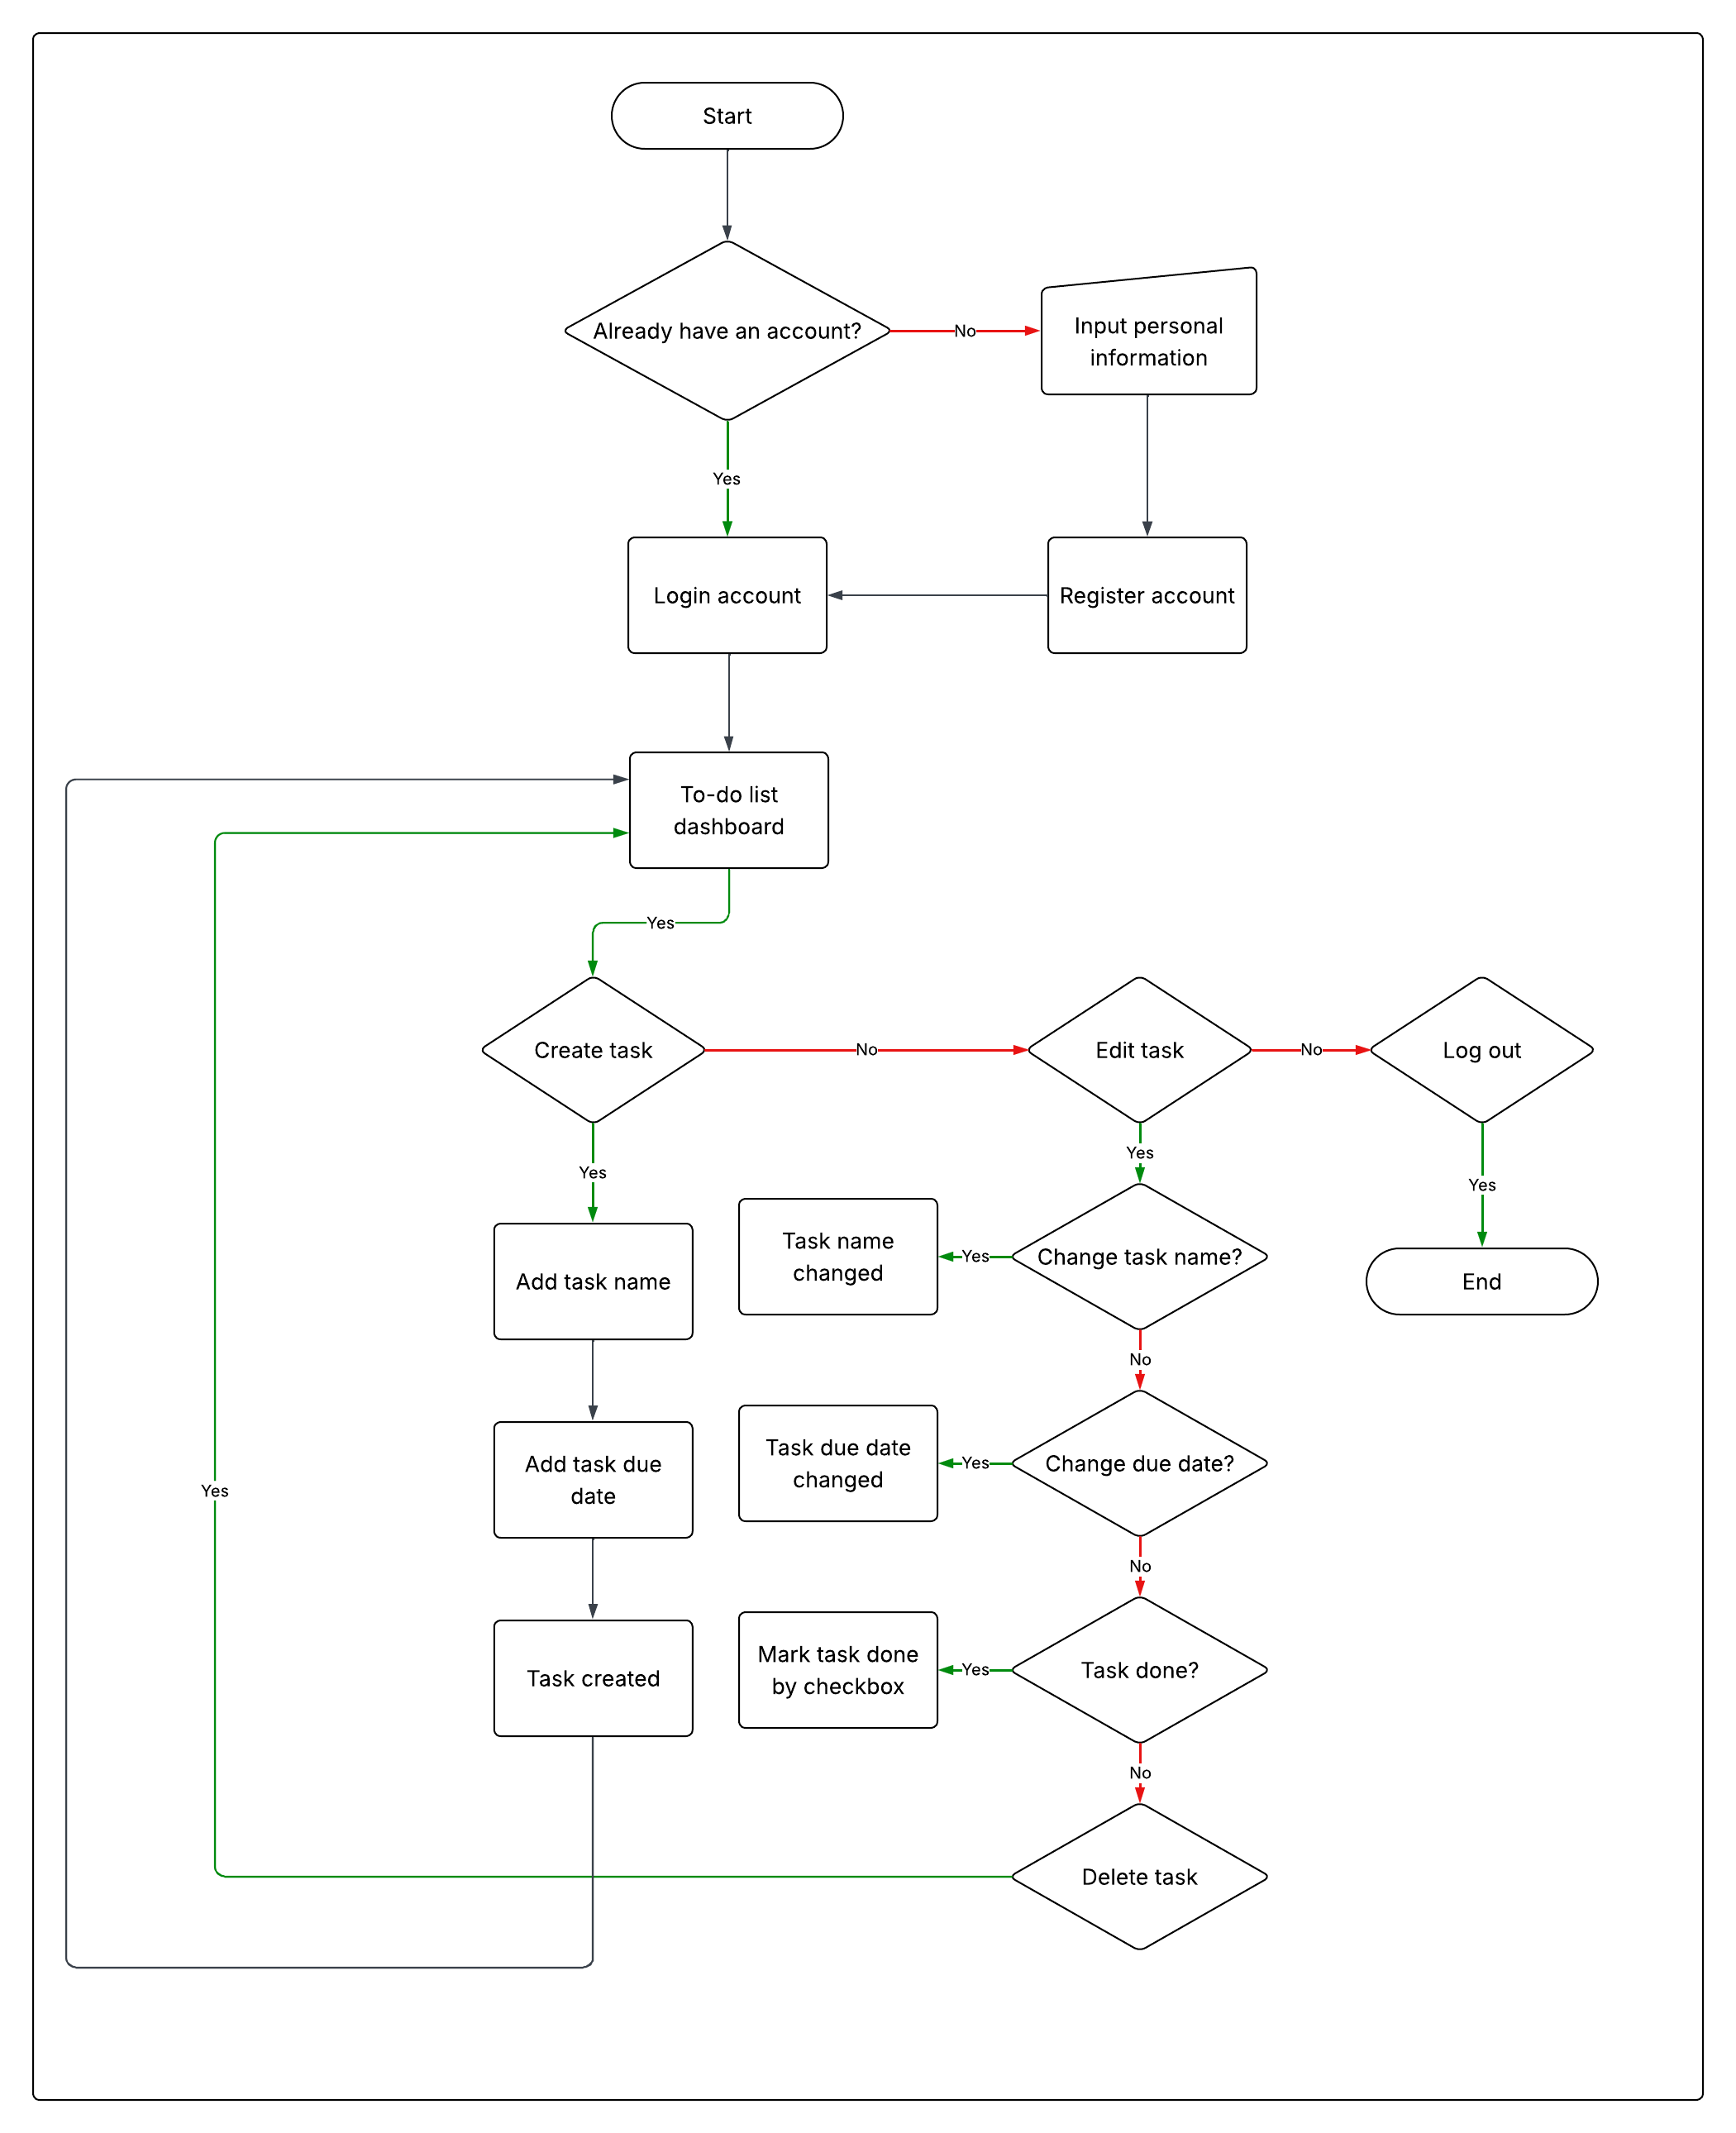 Start
Already have an account?
No
Input personal
information
Yes
Login account
Register account
To-do list
dashboard
Yes
Create task
No
Edit task
No
Log out
Yes
Yes
Yes
Add task name
Task name
changed
Yes
Change task name?
End
No
Add task due
date
Task due date
changed
Yes
Change due date?
Yes
No
Task created
Mark task done
by checkbox
Yes
Task done?
No
Delete task